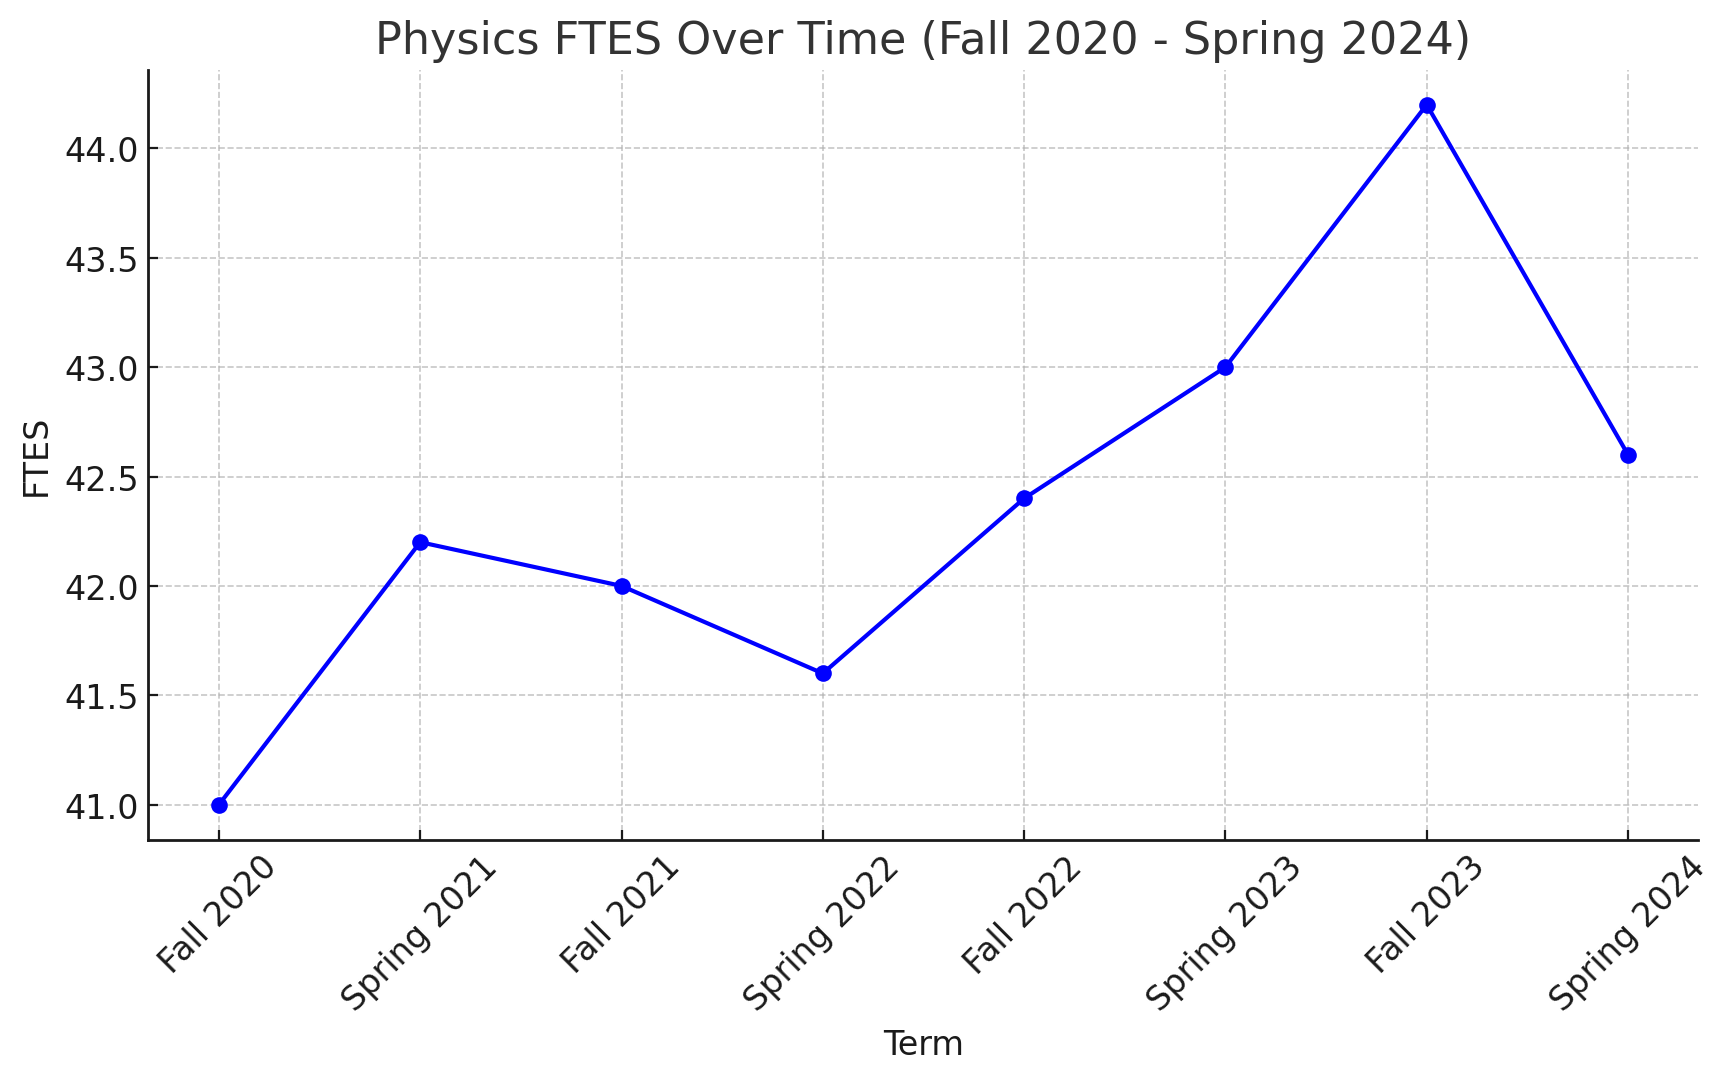 Physics FTES Over Time (Fall 2020 - Spring 2024)
FTES
44.0
43.5
43.0
42.5
42.0
41.5
41.0
Fall 2020
Spring 2021
Fall 2021
Spring 2022
Fall 2022
Spring 2023
Fall 2023
Spring 2024
Term